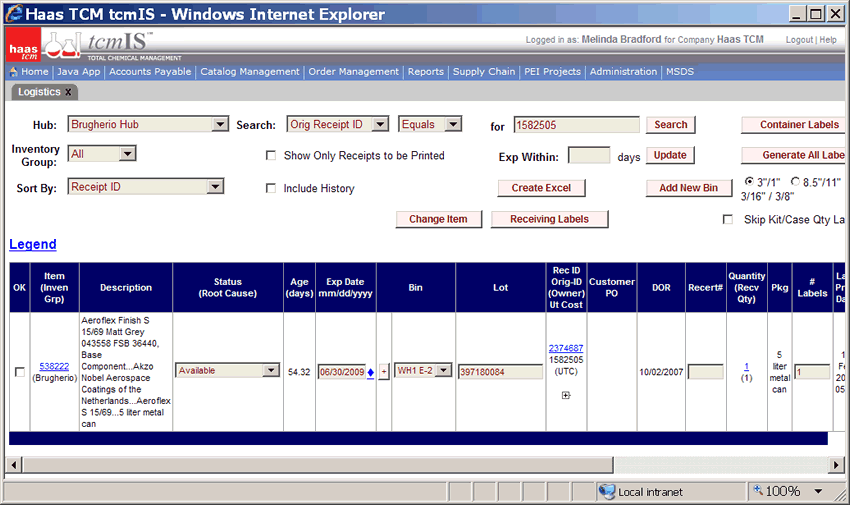 Haas TCM tcmIS - Windows Internet Explorer
haas tcm
tcmIS™
TOTAL CHEMICAL MANAGEMENT
Logged in as: Melinda Bradford for Company Haas TCM
Logout | Help
Home | Java App | Accounts Payable | Catalog Management | Order Management | Reports | Supply Chain | PEI Projects | Administration | MSDS
Logistics x
Hub: Brugherio Hub Search: Orig Receipt ID Equals for 1582505 Search Container Labels
Inventory Group: All Show Only Receipts to be Printed Exp Within: days Update Generate All Labe
Sort By: Receipt ID Include History Create Excel Add New Bin 3"/1" 8.5"/11"
3/16" / 3/8"
Change Item Receiving Labels Skip Kit/Case Qty La
Legend
OK
Item
(Inven
Grp)
Description
Status
(Root Cause)
Age
(days)
Exp Date
mm/dd/yyyy
Bin
Lot
Rec ID
Orig-ID
(Owner)
Ut Cost
Customer
PO
DOR
Recert#
Quantity
(Recv
Qty)
Pkg
#
Labels
La
Pr
Da
538222
(Brugherio)
Aeroflex Finish S
15/69 Matt Grey
043558 FSB 36440,
Base
Component...Akzo
Nobel Aerospace
Coatings of the
Netherlands...Aeroflex
S 15/69...5 liter metal
can
Available
54.32
06/30/2009
+
WH1 E-2
397180084
2374687
1582505
(UTC)
10/02/2007
1
(1)
5
liter
metal
can
1
1
Fe
20
05
Local intranet
100%